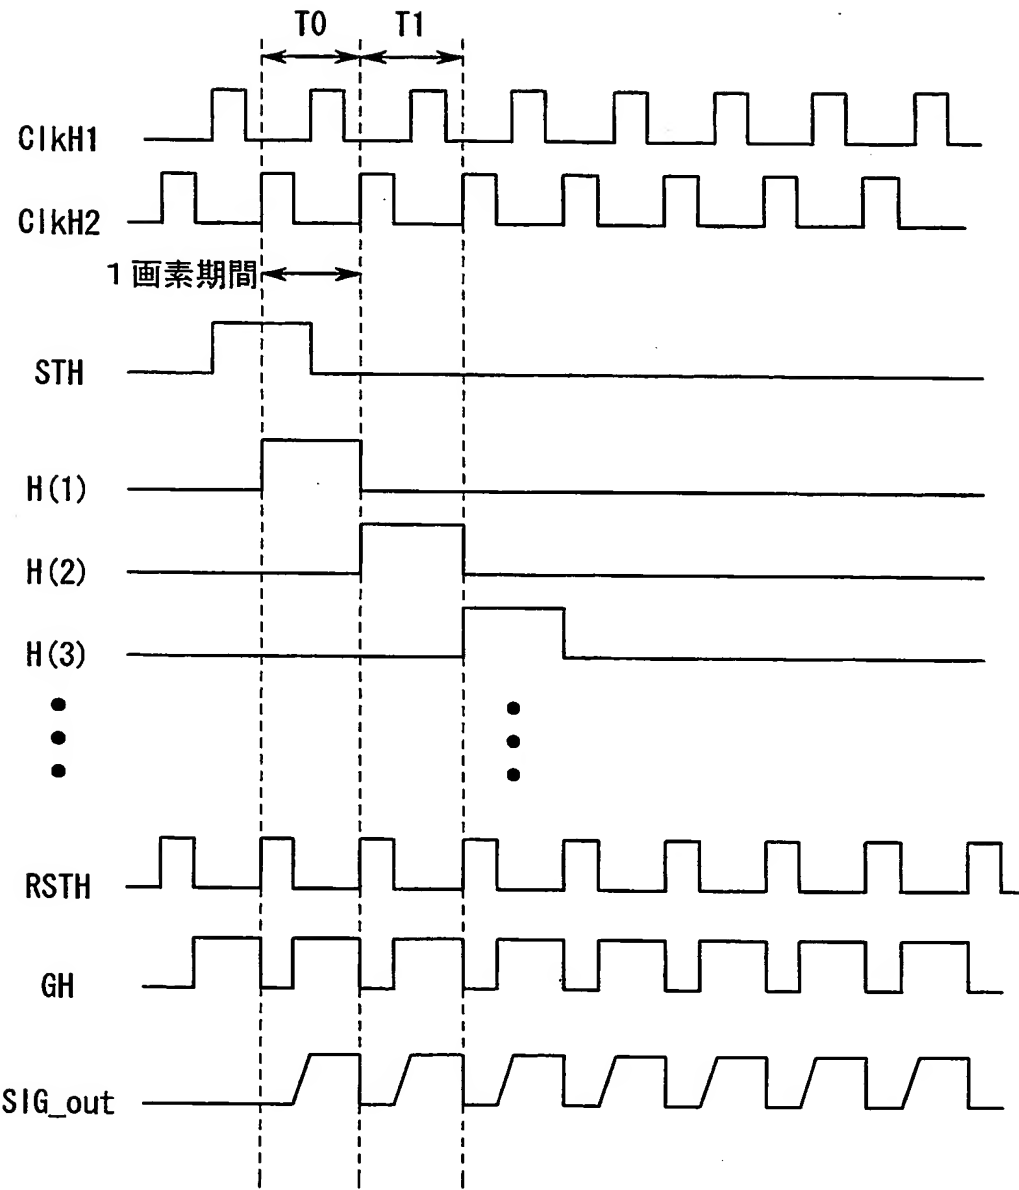 T0 T1
ClkH1
ClkH2
1画素期間
STH
H(1)
H(2)
H(3)
RSTH
GH
SIG_out